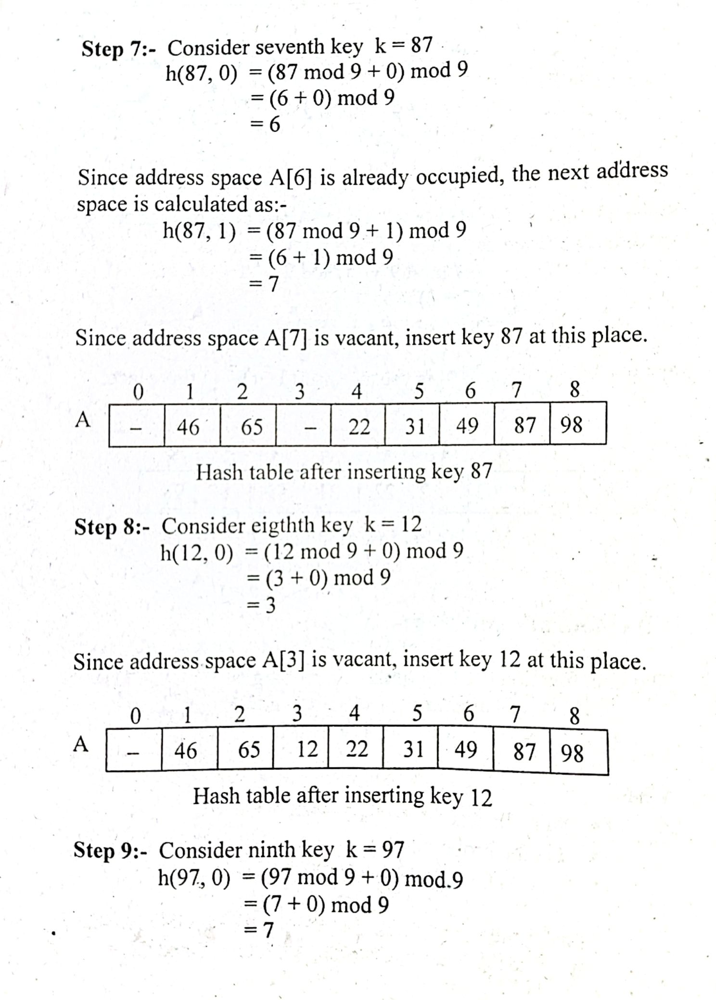 Step 7:- Consider seventh key k = 87
h(87, 0) = (87 mod 9 + 0) mod 9
= (6 + 0) mod 9
= 6
Since address space A[6] is already occupied, the next address
space is calculated as:-
h(87, 1) = (87 mod 9 + 1) mod 9
= (6 + 1) mod 9
= 7
Since address space A[7] is vacant, insert key 87 at this place.
0 1 2 3 4 5 6 7 8
A – 46 65 – 22 31 49 87 98
Hash table after inserting key 87
Step 8:- Consider eigthth key k = 12
h(12, 0) = (12 mod 9 + 0) mod 9
= (3 + 0) mod 9
= 3
Since address space A[3] is vacant, insert key 12 at this place.
0 1 2 3 4 5 6 7 8
A – 46 65 12 22 31 49 87 98
Hash table after inserting key 12
Step 9:- Consider ninth key k = 97
h(97, 0) = (97 mod 9 + 0) mod 9
= (7 + 0) mod 9
= 7